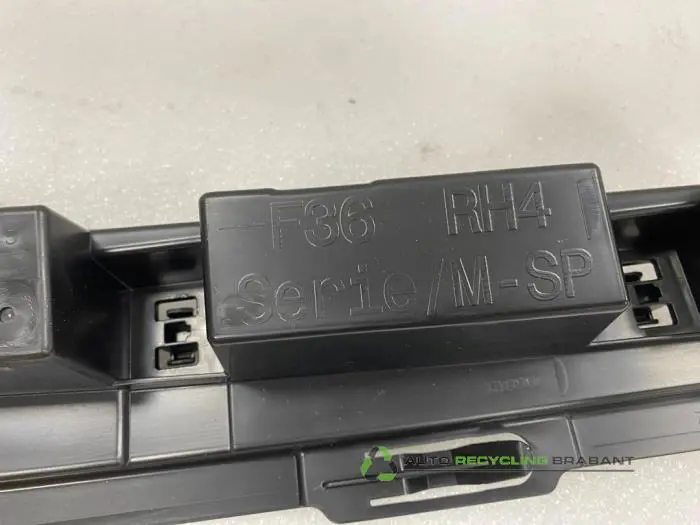 F36 RH4
Serie/M-SP
AUTO RECYCLING BRABANT